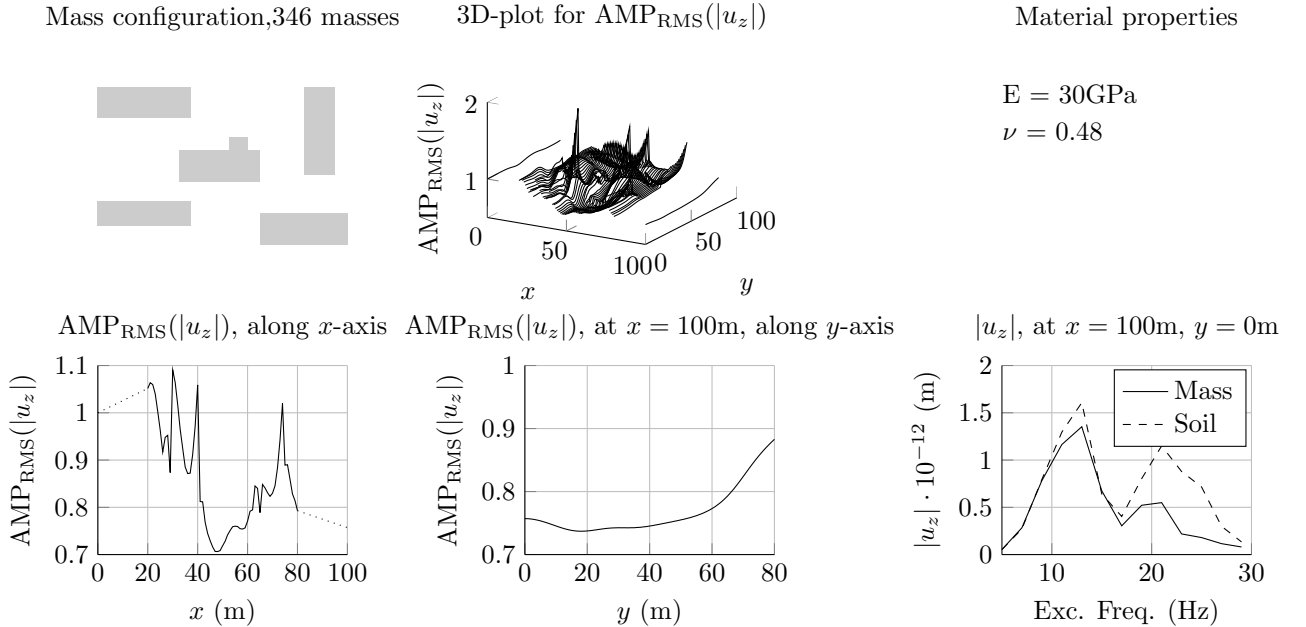 Mass configuration,346 masses
3D-plot for AMP_RMS(|u_z|)
Material properties
AMP_RMS(|u_z|)
2
1
0
50
100
x
0
50
100
y
E = 30GPa
ν = 0.48
AMP_RMS(|u_z|), along x-axis
AMP_RMS(|u_z|)
1.1
1
0.9
0.8
0.7
0 20 40 60 80 100
x (m)
AMP_RMS(|u_z|), at x = 100m, along y-axis
AMP_RMS(|u_z|)
1
0.9
0.8
0.7
0 20 40 60 80
y (m)
|u_z|, at x = 100m, y = 0m
|u_z| · 10^−12 (m)
2
1.5
1
0.5
0
10 20 30
Exc. Freq. (Hz)
Mass
Soil